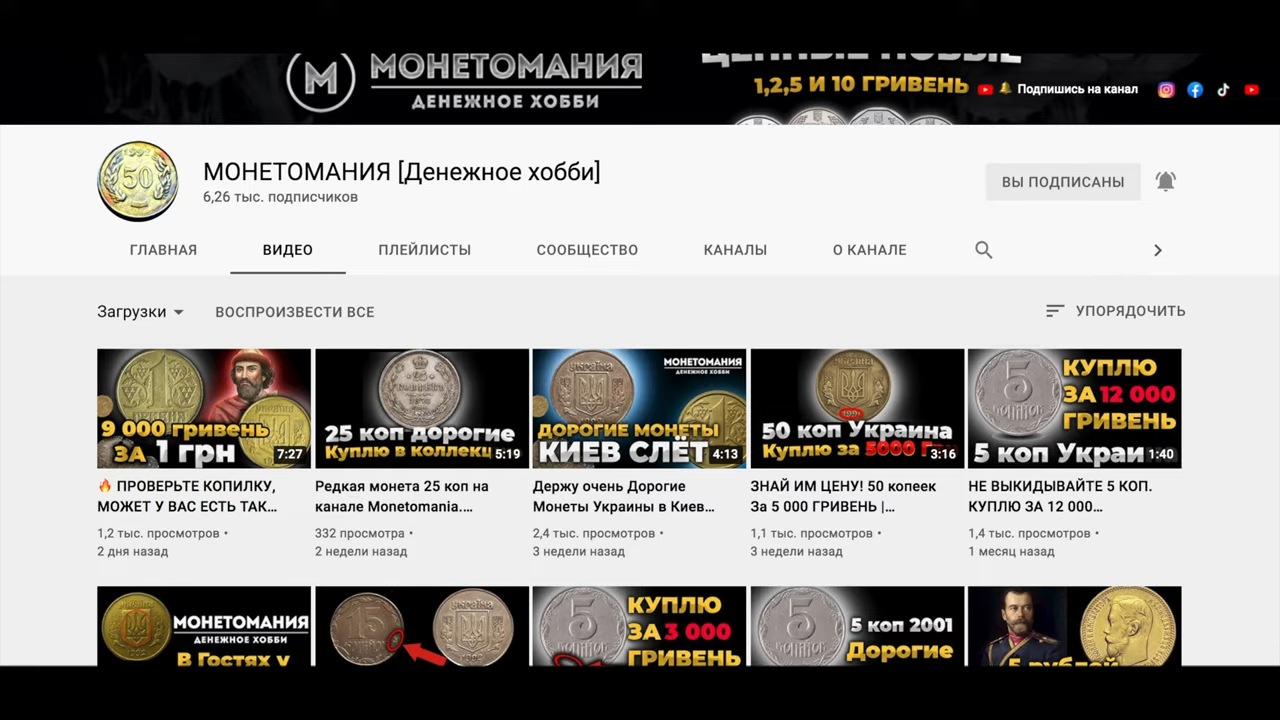 МОНЕТОМАНИЯ
ДЕНЕЖНОЕ ХОББИ
ЦЕННЫЕ НОВЫЕ
1,2,5 И 10 ГРИВЕНЬ
Подпишись на канал
50
МОНЕТОМАНИЯ [Денежное хобби]
6,26 тыс. подписчиков
ВЫ ПОДПИСАНЫ
ГЛАВНАЯ
ВИДЕО
ПЛЕЙЛИСТЫ
СООБЩЕСТВО
КАНАЛЫ
О КАНАЛЕ
Загрузки
ВОСПРОИЗВЕСТИ ВСЕ
УПОРЯДОЧИТЬ
9 000 гривень
ЗА 1 грн
7:27
25 коп дорогие
Куплю в коллекц
5:19
МОНЕТОМАНИЯ
ДЕНЕЖНОЕ ХОББИ
ДОРОГИЕ МОНЕТЫ
КИЕВ СЛЁТ
4:13
50 коп Украина
Куплю за 5000 Г
3:16
КУПЛЮ
ЗА 12 000
ГРИВЕНЬ
5 коп Украи
1:40
🔥 ПРОВЕРЬТЕ КОПИЛКУ,
МОЖЕТ У ВАС ЕСТЬ ТАК…
1,2 тыс. просмотров •
2 дня назад
Редкая монета 25 коп на
канале Monetomania.…
332 просмотра •
2 недели назад
Держу очень Дорогие
Монеты Украины в Киев…
2,4 тыс. просмотров •
3 недели назад
ЗНАЙ ИМ ЦЕНУ! 50 копеек
За 5 000 ГРИВЕНЬ |…
1,1 тыс. просмотров •
3 недели назад
НЕ ВЫКИДЫВАЙТЕ 5 КОП.
КУПЛЮ ЗА 12 000…
1,4 тыс. просмотров •
1 месяц назад
МОНЕТОМАНИЯ
ДЕНЕЖНОЕ ХОББИ
В Гостях у
15
КУПЛЮ
ЗА 3 000
ГРИВЕНЬ
5 коп 2001
Дорогие
5 рублей